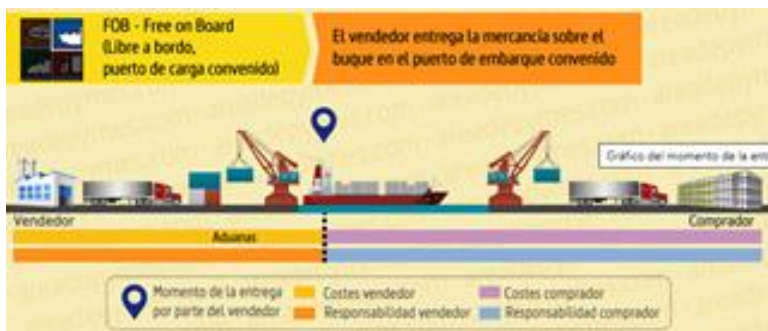 FOB - Free on Board
(Libre a bordo,
puerto de carga convenido)
El vendedor entrega la mercancía sobre el
buque en el puerto de embarque convenido
Gráfico del momento de la
Vendedor
Comprador
Aduanas
Momento de la entrega
por parte del vendedor
Costes vendedor
Responsabilidad vendedor
Costes comprador
Responsabilidad comprador